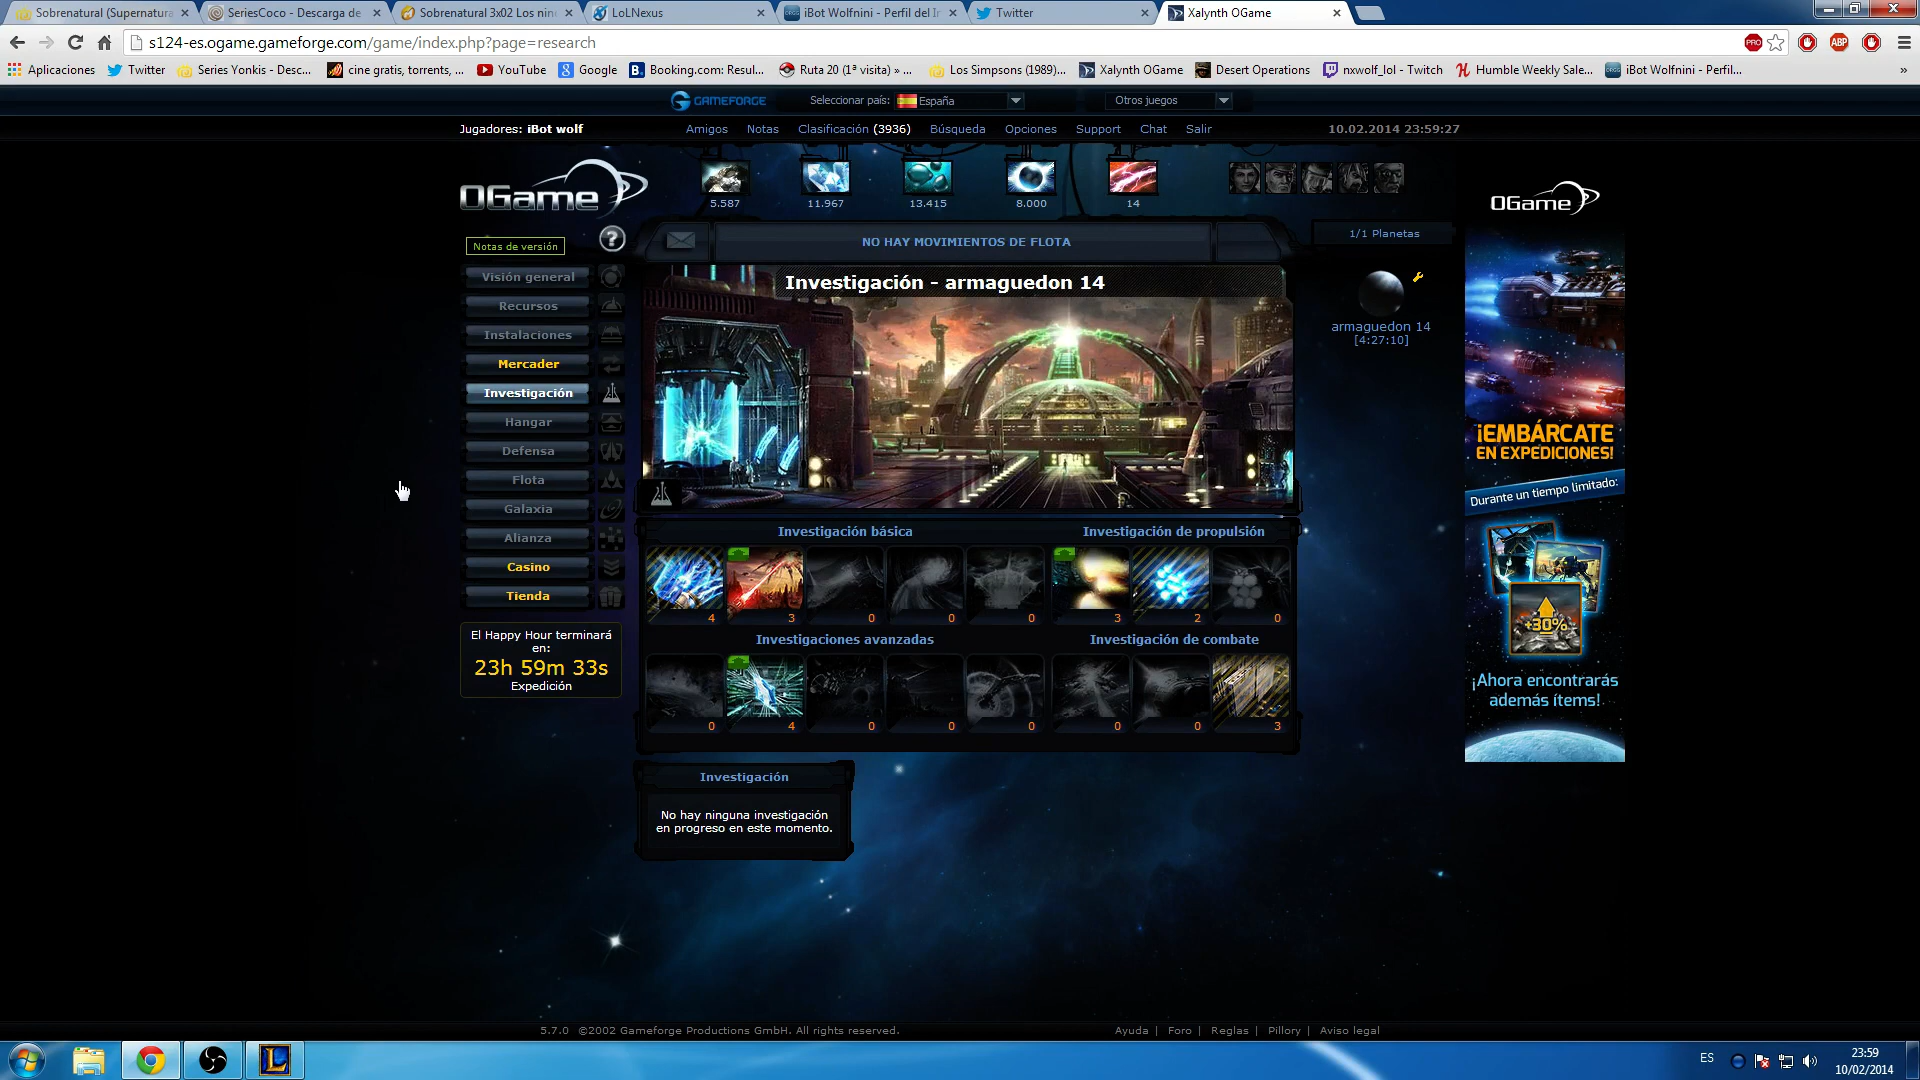 Sobrenatural (Supernatura
SeriesCoco - Descarga de
Sobrenatural 3x02 Los nin
LoLNexus
iBot Wolfnini - Perfil del In
Twitter
Xalynth OGame
s124-es.ogame.gameforge.com/game/index.php?page=research
PRO
ABP
Aplicaciones
Twitter
Series Yonkis - Desc...
cine gratis, torrents, ...
YouTube
Google
Booking.com: Resul...
Ruta 20 (1ª visita) » ...
Los Simpsons (1989)...
Xalynth OGame
Desert Operations
nxwolf_lol - Twitch
Humble Weekly Sale...
iBot Wolfnini - Perfil...
»
GAMEFORGE
Seleccionar país:
España
Otros juegos
Jugadores: iBot wolf
Amigos
Notas
Clasificación (3936)
Búsqueda
Opciones
Support
Chat
Salir
10.02.2014 23:59:27
OGame
5.587
11.967
13.415
8.000
14
OGame
Notas de versión
?
NO HAY MOVIMIENTOS DE FLOTA
1/1 Planetas
Investigación - armaguedon 14
armaguedon 14
[4:27:10]
Visión general
Recursos
Instalaciones
Mercader
Investigación
Hangar
Defensa
Flota
Galaxia
Alianza
Casino
Tienda
El Happy Hour terminará
en:
23h 59m 33s
Expedición
Investigación básica
Investigación de propulsión
4
3
0
0
0
3
2
0
Investigaciones avanzadas
Investigación de combate
0
4
0
0
0
0
0
3
Investigación
No hay ninguna investigación
en progreso en este momento.
¡EMBÁRCATE
EN EXPEDICIONES!
Durante un tiempo limitado:
+30%
¡Ahora encontrarás
además ítems!
5.7.0 ©2002 Gameforge Productions GmbH. All rights reserved.
Ayuda |
Foro |
Reglas |
Pillory |
Aviso legal
L
ES
23:59
10/02/2014